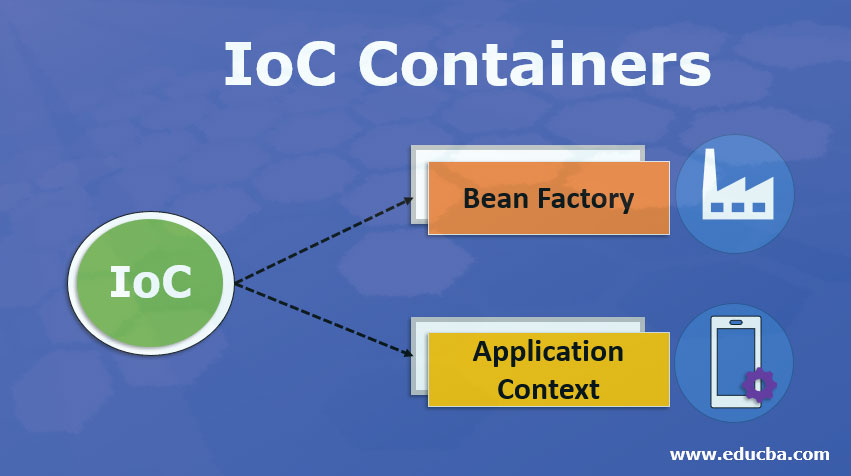 IoC Containers
Bean Factory
IoC
Application
Context
www.educba.com